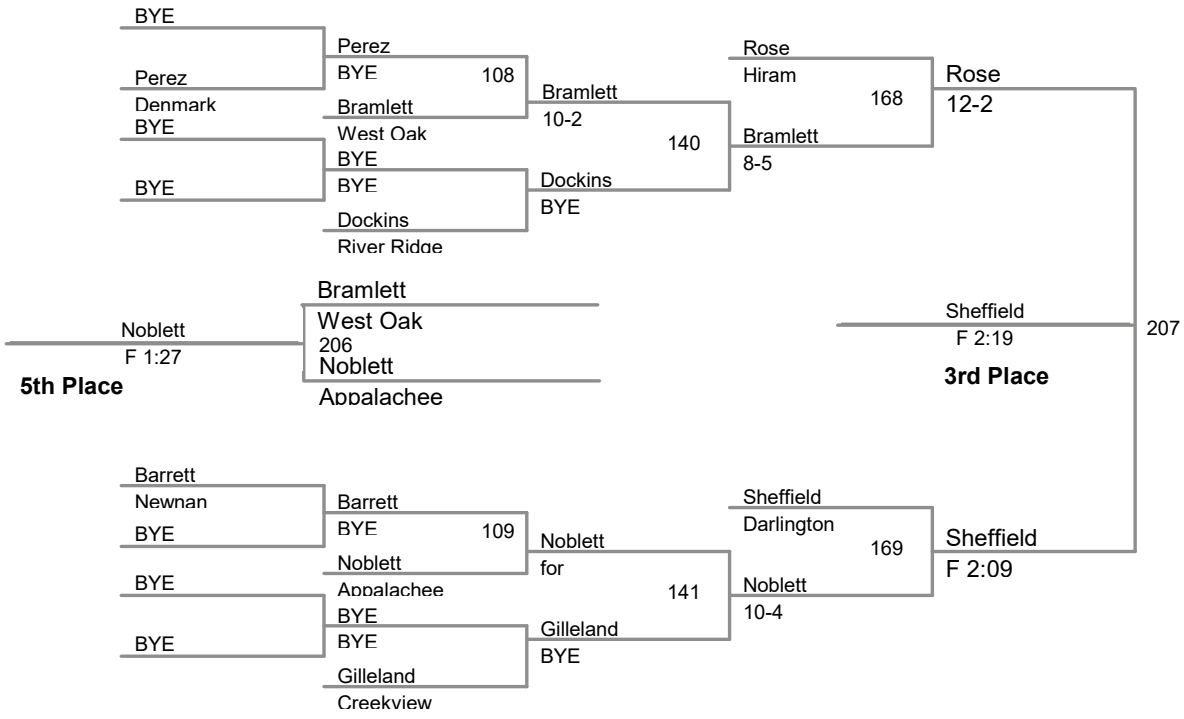 BYE
Perez
Denmark
BYE
BYE
Perez
BYE
108
Bramlett
West Oak
BYE
BYE
Dockins
River Ridge
Bramlett
10-2
140
Dockins
BYE
Rose
Hiram
168
Bramlett
8-5
Rose
12-2
Bramlett
West Oak
206
Noblett
Appalachee
Noblett
F 1:27
5th Place
Sheffield
F 2:19
3rd Place
207
Barrett
Newnan
BYE
BYE
BYE
Barrett
BYE
109
Noblett
Appalachee
BYE
BYE
Gilleland
Creekview
Noblett
for
141
Gilleland
BYE
Sheffield
Darlington
169
Noblett
10-4
Sheffield
F 2:09